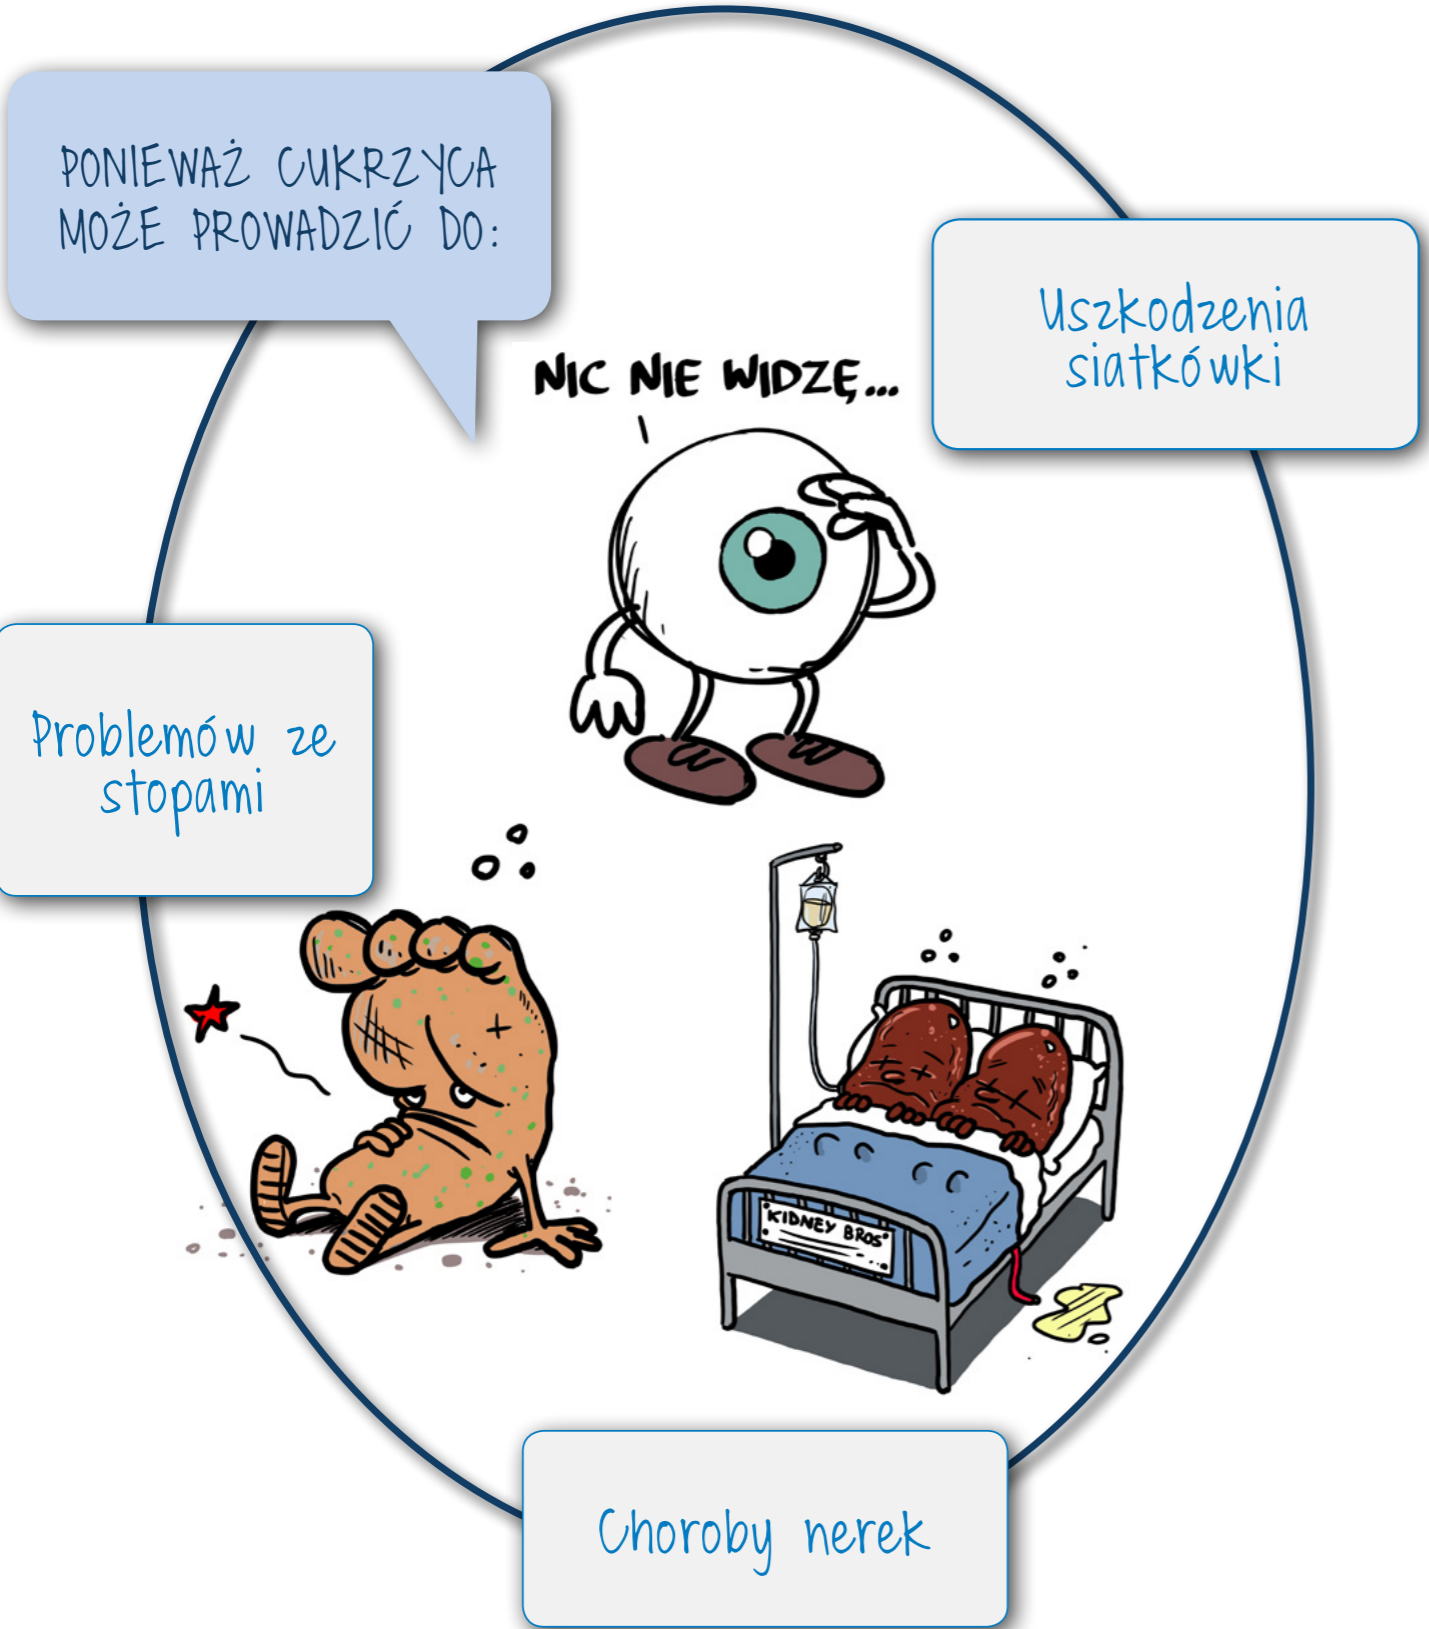 PONIEWAŻ CUKRZYCA
MOŻE PROWADZIĆ DO:
Uszkodzenia
siatkówki
NIC NIE WIDZĘ...
Problemów ze
stopami
KIDNEY BROS
Choroby nerek